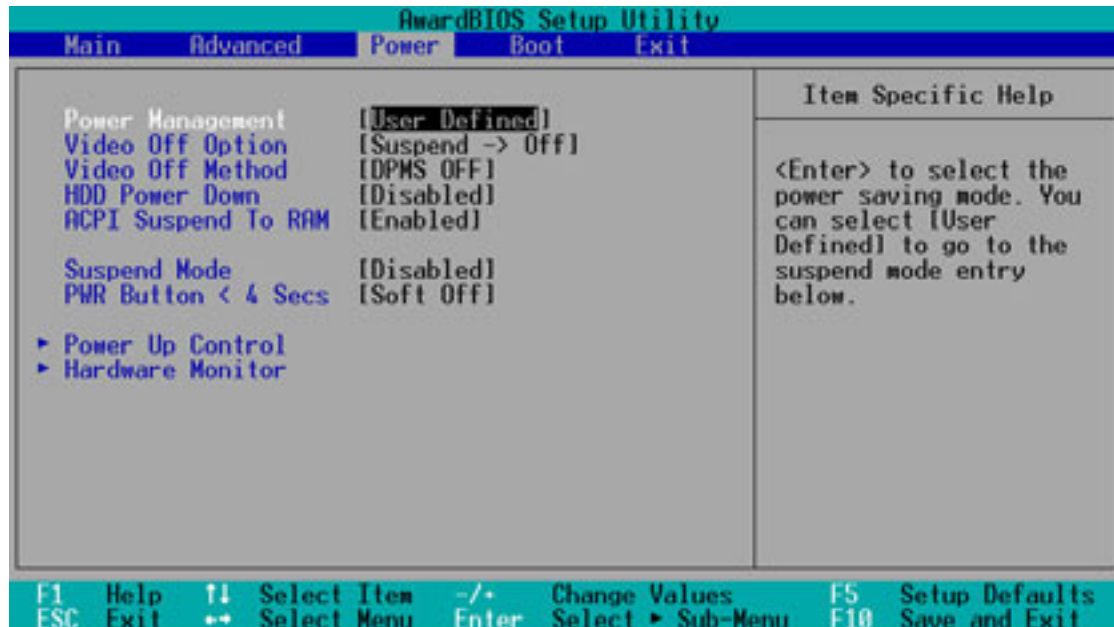 AwardBIOS Setup Utility
Main Advanced Power Boot Exit
Power Management [User Defined]
Video Off Option [Suspend -> Off]
Video Off Method [DPMS OFF]
HDD Power Down [Disabled]
ACPI Suspend To RAM [Enabled]
Suspend Mode [Disabled]
PWR Button < 4 Secs [Soft Off]
► Power Up Control
► Hardware Monitor
Item Specific Help
<Enter> to select the
power saving mode. You
can select [User
Defined] to go to the
suspend mode entry
below.
F1 Help ↑↓ Select Item -/+ Change Values F5 Setup Defaults
ESC Exit ←→ Select Menu Enter Select ► Sub-Menu F10 Save and Exit